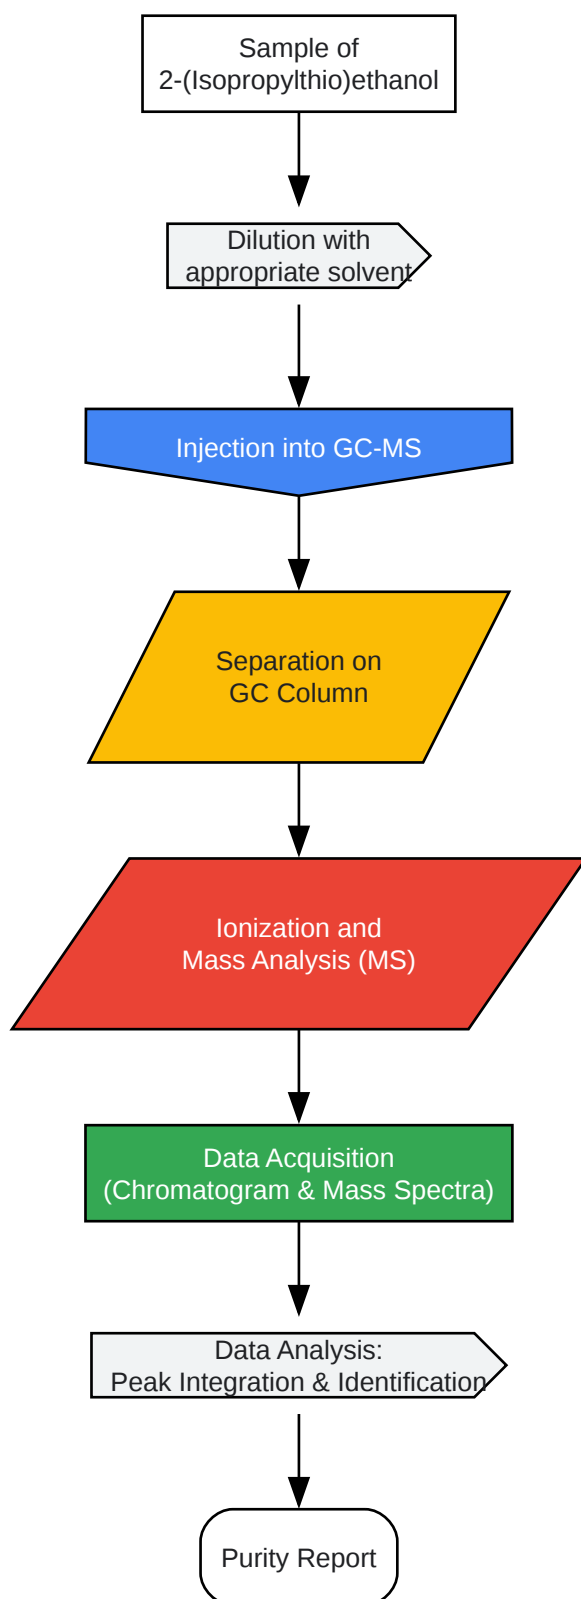 Sample of
2-(Isopropylthio)ethanol
Dilution with
appropriate solvent
Injection into GC-MS
Separation on
GC Column
Ionization and
Mass Analysis (MS)
Data Acquisition
(Chromatogram & Mass Spectra)
Data Analysis:
Peak Integration & Identification
Purity Report